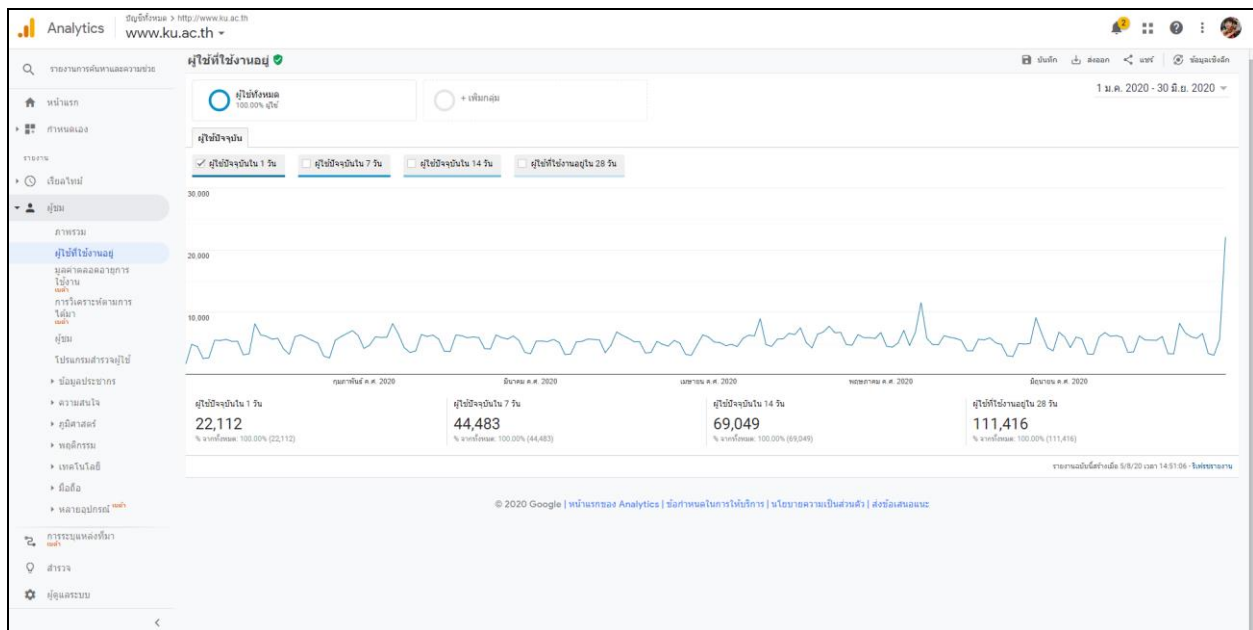 Analytics
บัญชีทั้งหมด > http://www.ku.ac.th
www.ku.ac.th
2
รายงานการค้นหาและความช่วย
หน้าแรก
กำหนดเอง
รายงาน
เรียลไทม์
ผู้ชม
ภาพรวม
ผู้ใช้ที่ใช้งานอยู่
มูลค่าตลอดอายุการ
ใช้งาน
เบต้า
การวิเคราะห์ตามการ
ได้มา
เบต้า
ผู้ชม
โปรแกรมสำรวจผู้ใช้
ข้อมูลประชากร
ความสนใจ
ภูมิศาสตร์
พฤติกรรม
เทคโนโลยี
มือถือ
หลายอุปกรณ์ เบต้า
การระบุแหล่งที่มา
เบต้า
สำรวจ
ผู้ดูแลระบบ
ผู้ใช้ที่ใช้งานอยู่
บันทึก ส่งออก แชร์ ข้อมูลเชิงลึก
ผู้ใช้ทั้งหมด
100.00% ผู้ใช้
+ เพิ่มกลุ่ม
1 ม.ค. 2020 - 30 มิ.ย. 2020
ผู้ใช้ปัจจุบัน
ผู้ใช้ปัจจุบันใน 1 วัน ผู้ใช้ปัจจุบันใน 7 วัน ผู้ใช้ปัจจุบันใน 14 วัน ผู้ใช้ที่ใช้งานอยู่ใน 28 วัน
30,000
20,000
10,000
กุมภาพันธ์ ค.ศ. 2020 มีนาคม ค.ศ. 2020 เมษายน ค.ศ. 2020 พฤษภาคม ค.ศ. 2020 มิถุนายน ค.ศ. 2020
ผู้ใช้ปัจจุบันใน 1 วัน
22,112
% จากทั้งหมด: 100.00% (22,112)
ผู้ใช้ปัจจุบันใน 7 วัน
44,483
% จากทั้งหมด: 100.00% (44,483)
ผู้ใช้ปัจจุบันใน 14 วัน
69,049
% จากทั้งหมด: 100.00% (69,049)
ผู้ใช้ที่ใช้งานอยู่ใน 28 วัน
111,416
% จากทั้งหมด: 100.00% (111,416)
รายงานฉบับนี้สร้างเมื่อ 5/8/20 เวลา 14:51:06 - รีเฟรชรายงาน
© 2020 Google | หน้าแรกของ Analytics | ข้อกำหนดในการให้บริการ | นโยบายความเป็นส่วนตัว | ส่งข้อเสนอแนะ